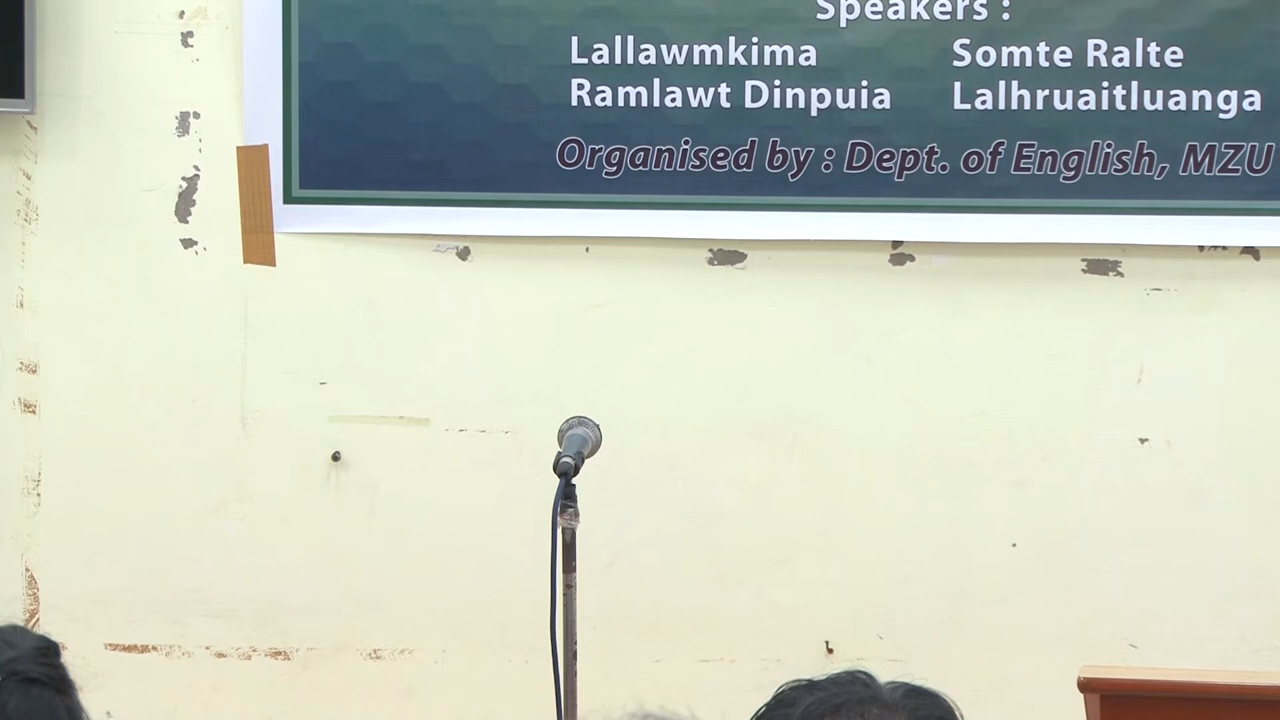 Speakers :
Lallawmkima Somte Ralte
Ramlawt Dinpuia Lalhruaitluanga
Organised by : Dept. of English, MZU